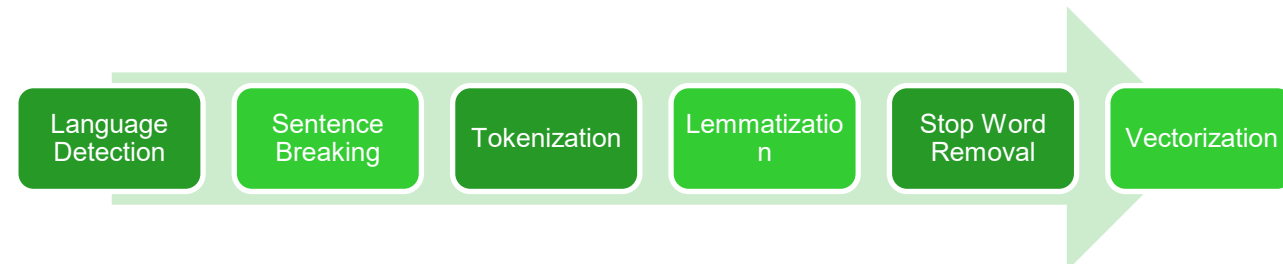 Language
Detection
Sentence
Breaking
Tokenization
Lemmatizatio
n
Stop Word
Removal
Vectorization